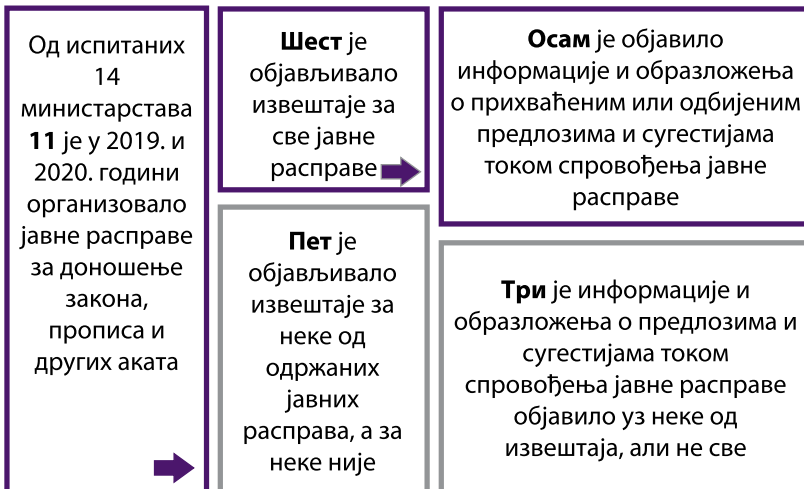 Од испитаних
14
министарстава
11 је у 2019. и
2020. години
организовало
јавне расправе
за доношење
закона,
прописа и
других аката
Шест је
објављивало
извештаје за
све јавне
расправе
Пет је
објављивало
извештаје за
неке од
одржаних
јавних
расправа, а за
неке није
Осам је објавило
информације и образложења
о прихваћеним или одбијеним
предлозима и сугестијама
током спровођења јавне
расправе
Три је информације и
образложења о предлозима и
сугестијама током
спровођења јавне расправе
објавило уз неке од
извештаја, али не све